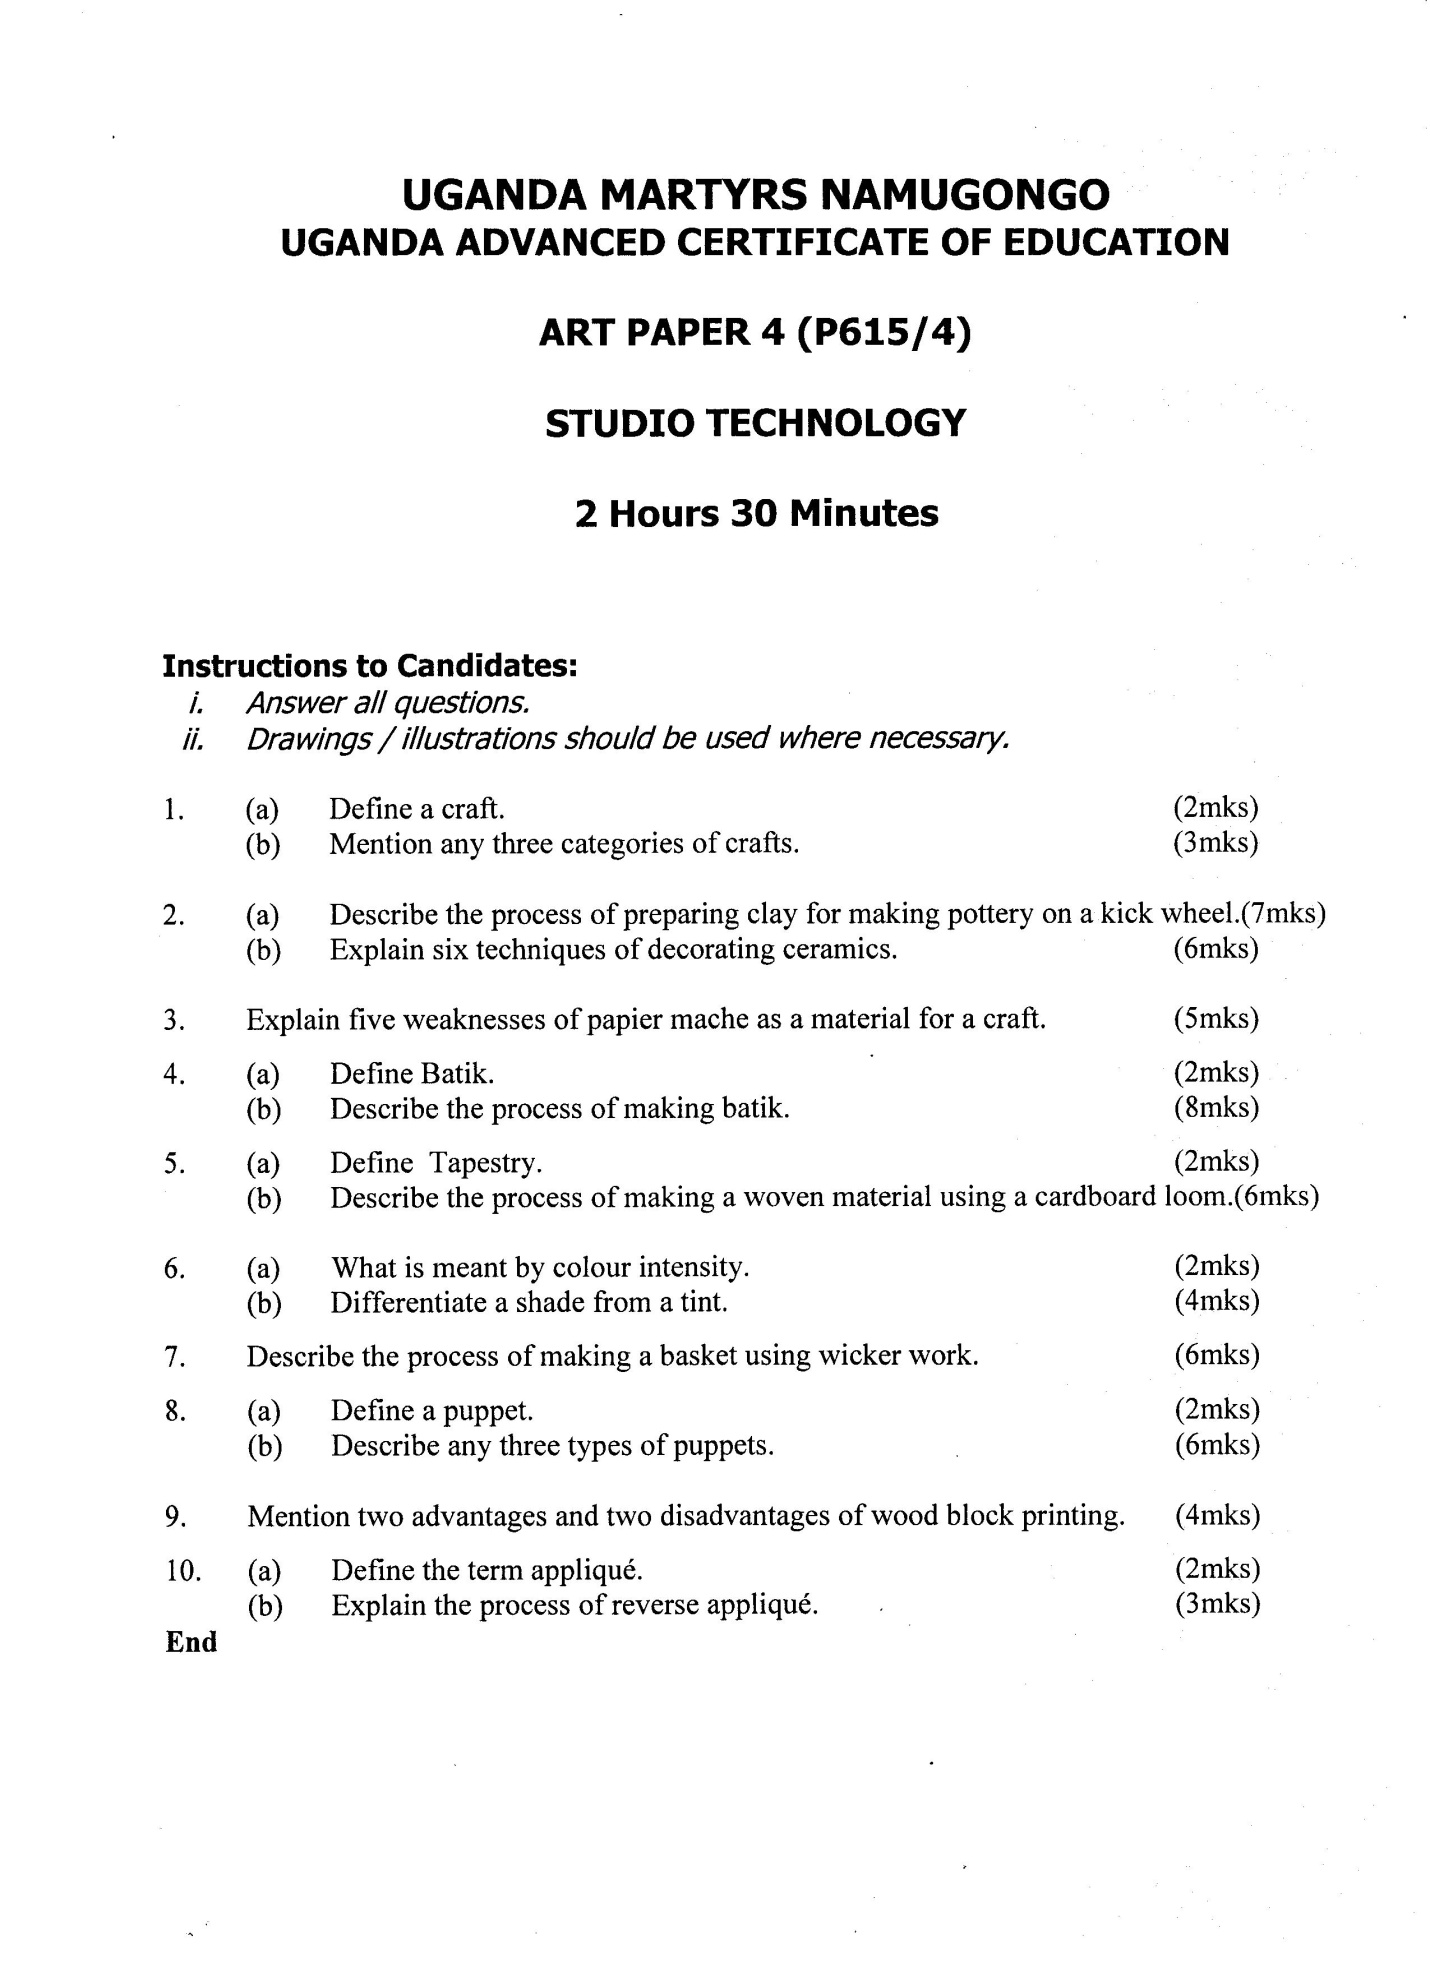 UGANDA MARTYRS NAMUGONGO
UGANDA ADVANCED CERTIFICATE OF EDUCATION
ART PAPER 4 (P615/4)
STUDIO TECHNOLOGY
2 Hours 30 Minutes
Instructions to Candidates:
i. Answer all questions.
ii. Drawings / illustrations should be used where necessary.
1. (a) Define a craft. (2mks)
(b) Mention any three categories of crafts. (3mks)
2. (a) Describe the process of preparing clay for making pottery on a kick wheel.(7mks)
(b) Explain six techniques of decorating ceramics. (6mks)
3. Explain five weaknesses of papier mache as a material for a craft. (5mks)
4. (a) Define Batik. (2mks)
(b) Describe the process of making batik. (8mks)
5. (a) Define Tapestry. (2mks)
(b) Describe the process of making a woven material using a cardboard loom.(6mks)
6. (a) What is meant by colour intensity. (2mks)
(b) Differentiate a shade from a tint. (4mks)
7. Describe the process of making a basket using wicker work. (6mks)
8. (a) Define a puppet. (2mks)
(b) Describe any three types of puppets. (6mks)
9. Mention two advantages and two disadvantages of wood block printing. (4mks)
10. (a) Define the term appliqué. (2mks)
(b) Explain the process of reverse appliqué. (3mks)
End